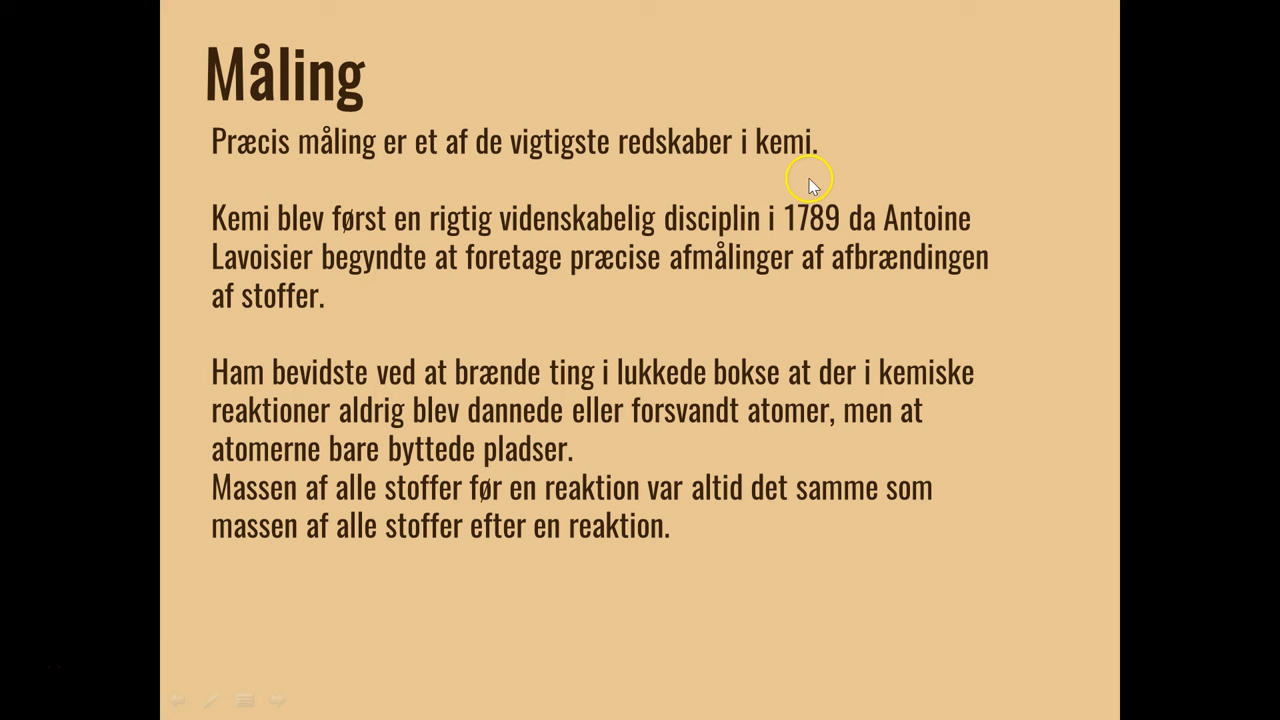 Måling
Præcis måling er et af de vigtigste redskaber i kemi.
Kemi blev først en rigtig videnskabelig disciplin i 1789 da Antoine
Lavoisier begyndte at foretage præcise afmålinger af afbrændingen
af stoffer.
Ham bevidste ved at brænde ting i lukkede bokse at der i kemiske
reaktioner aldrig blev dannede eller forsvandt atomer, men at
atomerne bare byttede pladser.
Massen af alle stoffer før en reaktion var altid det samme som
massen af alle stoffer efter en reaktion.